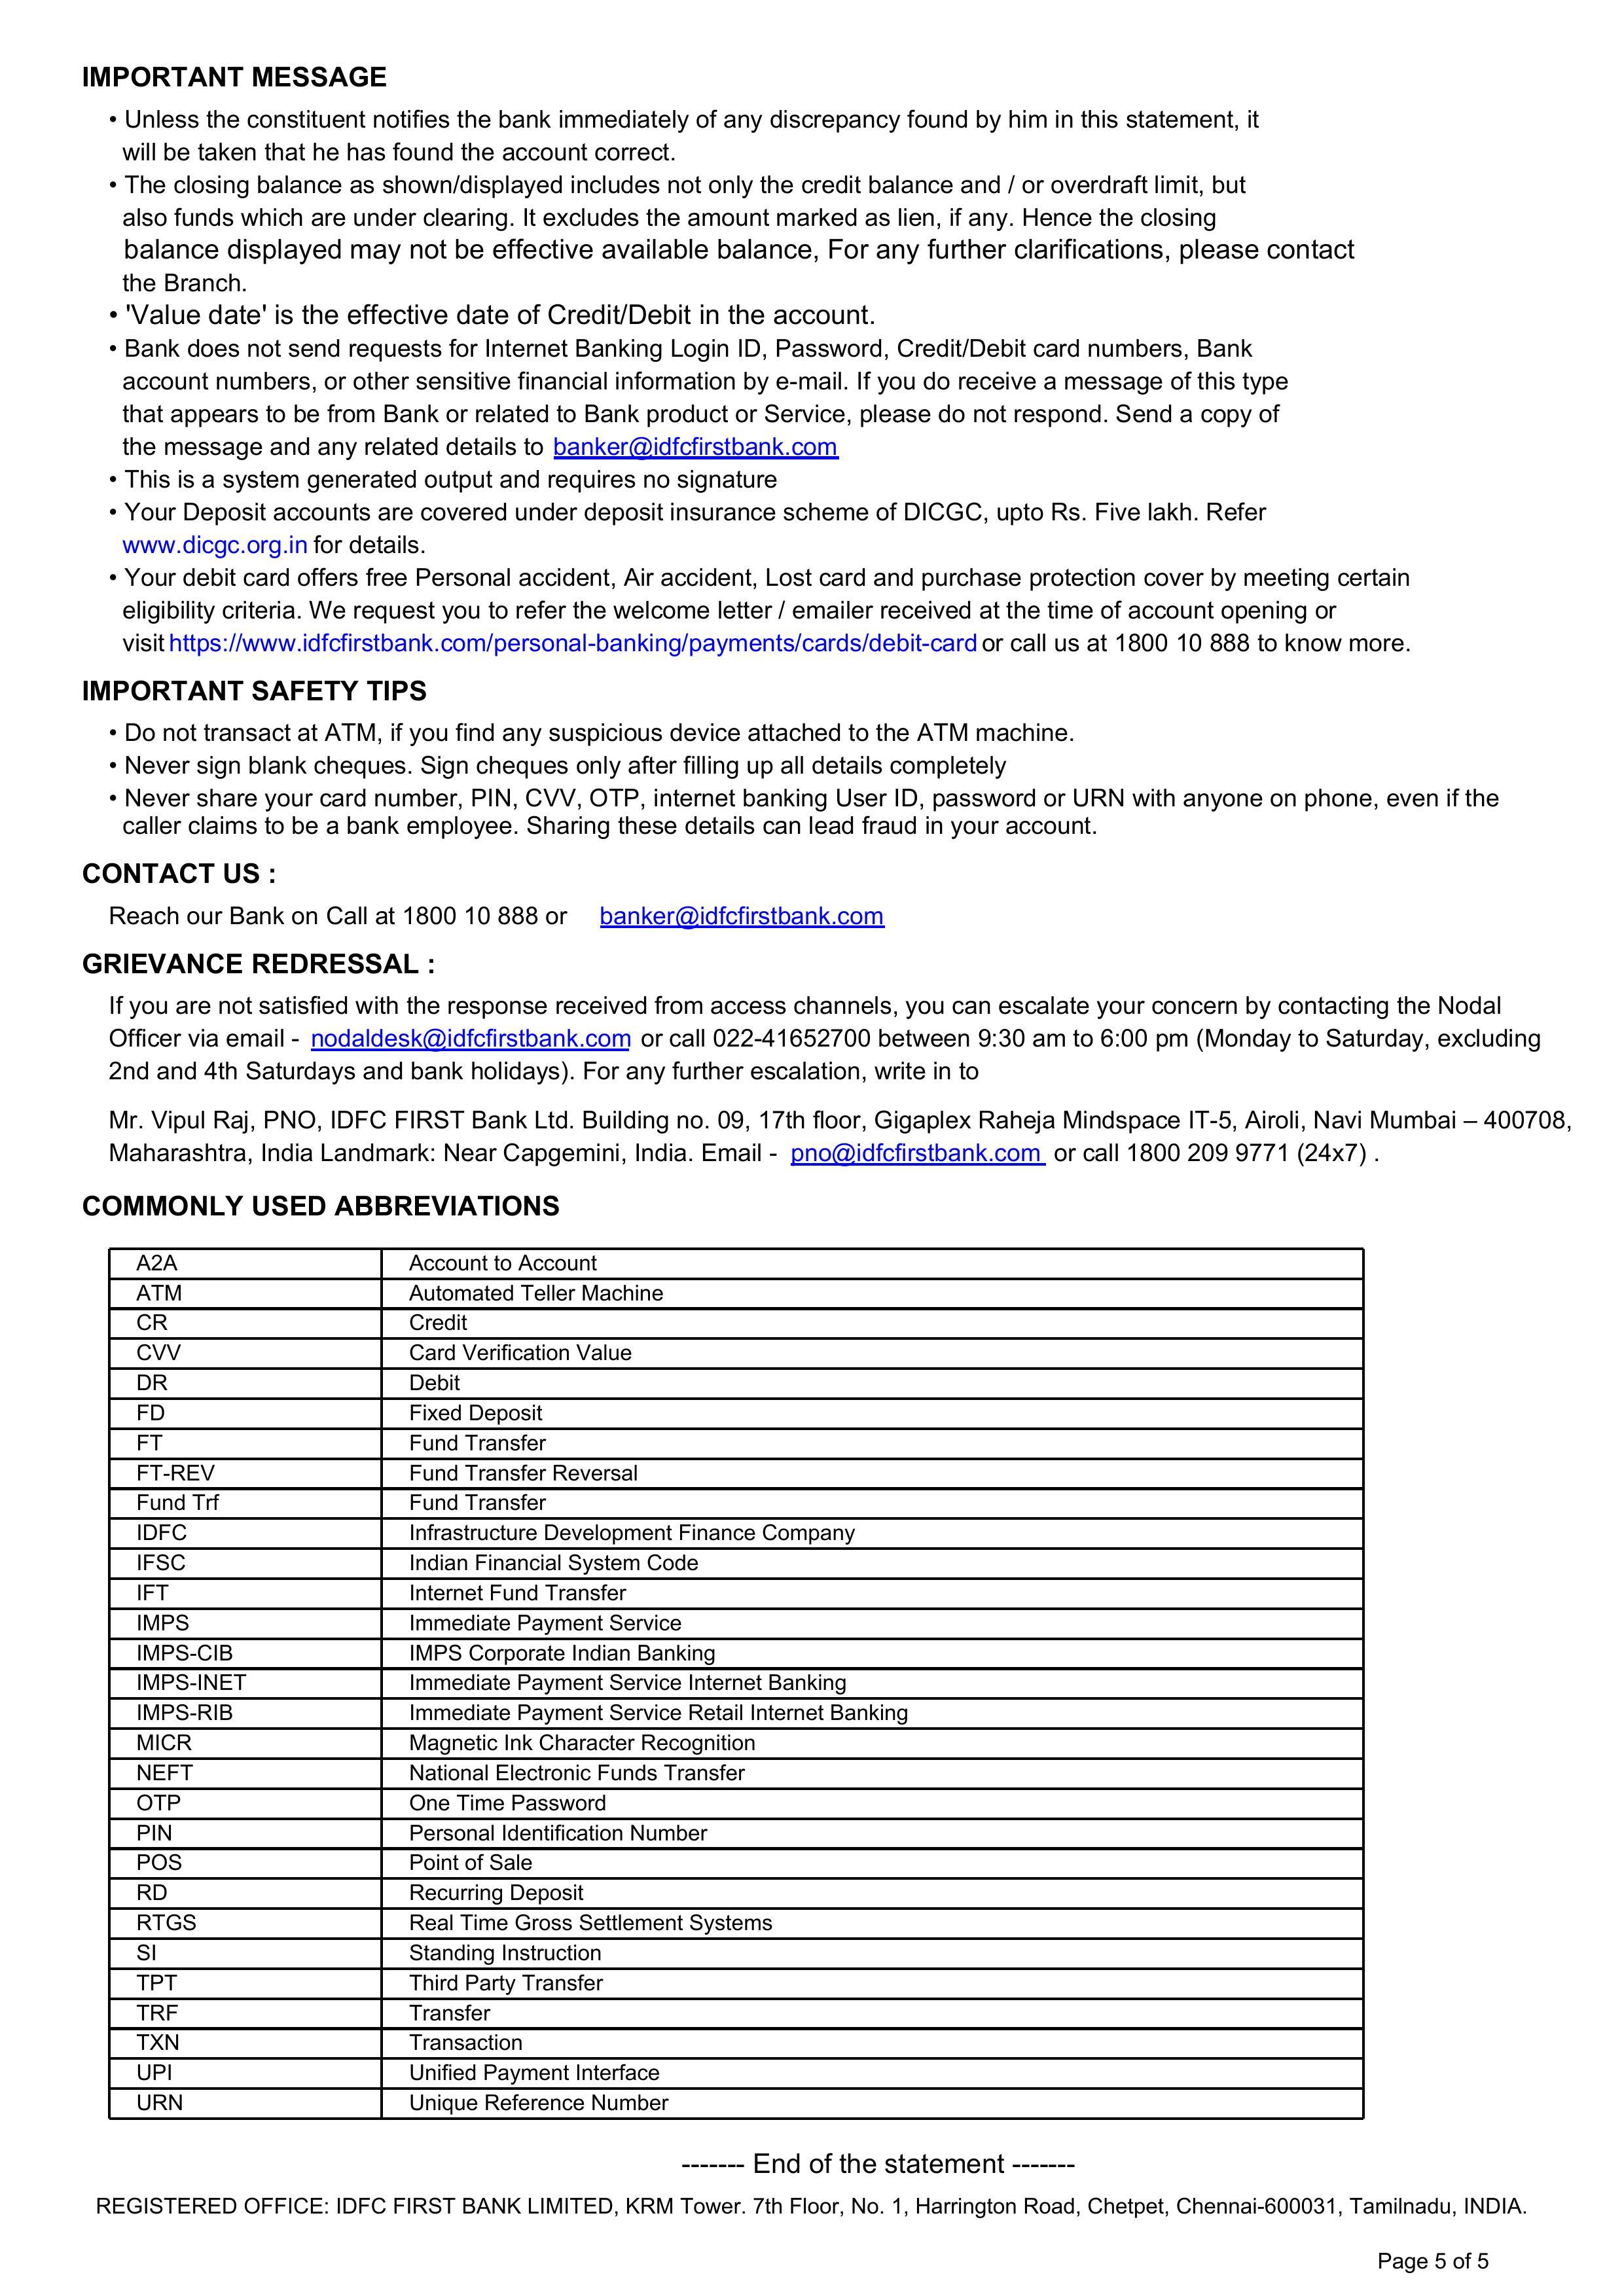 IMPORTANT MESSAGE
• Unless the constituent notifies the bank immediately of any discrepancy found by him in this statement, it
will be taken that he has found the account correct.
• The closing balance as shown/displayed includes not only the credit balance and / or overdraft limit, but
also funds which are under clearing. It excludes the amount marked as lien, if any. Hence the closing
balance displayed may not be effective available balance, For any further clarifications, please contact
the Branch.
• 'Value date' is the effective date of Credit/Debit in the account.
• Bank does not send requests for Internet Banking Login ID, Password, Credit/Debit card numbers, Bank
account numbers, or other sensitive financial information by e-mail. If you do receive a message of this type
that appears to be from Bank or related to Bank product or Service, please do not respond. Send a copy of
the message and any related details to banker@idfcfirstbank.com
• This is a system generated output and requires no signature
• Your Deposit accounts are covered under deposit insurance scheme of DICGC, upto Rs. Five lakh. Refer
www.dicgc.org.in for details.
• Your debit card offers free Personal accident, Air accident, Lost card and purchase protection cover by meeting certain
eligibility criteria. We request you to refer the welcome letter / emailer received at the time of account opening or
visit https://www.idfcfirstbank.com/personal-banking/payments/cards/debit-card or call us at 1800 10 888 to know more.
IMPORTANT SAFETY TIPS
• Do not transact at ATM, if you find any suspicious device attached to the ATM machine.
• Never sign blank cheques. Sign cheques only after filling up all details completely
• Never share your card number, PIN, CVV, OTP, internet banking User ID, password or URN with anyone on phone, even if the
caller claims to be a bank employee. Sharing these details can lead fraud in your account.
CONTACT US :
Reach our Bank on Call at 1800 10 888 or banker@idfcfirstbank.com
GRIEVANCE REDRESSAL :
If you are not satisfied with the response received from access channels, you can escalate your concern by contacting the Nodal
Officer via email - nodaldesk@idfcfirstbank.com or call 022-41652700 between 9:30 am to 6:00 pm (Monday to Saturday, excluding
2nd and 4th Saturdays and bank holidays). For any further escalation, write in to
Mr. Vipul Raj, PNO, IDFC FIRST Bank Ltd. Building no. 09, 17th floor, Gigaplex Raheja Mindspace IT-5, Airoli, Navi Mumbai – 400708,
Maharashtra, India Landmark: Near Capgemini, India. Email - pno@idfcfirstbank.com or call 1800 209 9771 (24x7) .
COMMONLY USED ABBREVIATIONS
A2A Account to Account
ATM Automated Teller Machine
CR Credit
CVV Card Verification Value
DR Debit
FD Fixed Deposit
FT Fund Transfer
FT-REV Fund Transfer Reversal
Fund Trf Fund Transfer
IDFC Infrastructure Development Finance Company
IFSC Indian Financial System Code
IFT Internet Fund Transfer
IMPS Immediate Payment Service
IMPS-CIB IMPS Corporate Indian Banking
IMPS-INET Immediate Payment Service Internet Banking
IMPS-RIB Immediate Payment Service Retail Internet Banking
MICR Magnetic Ink Character Recognition
NEFT National Electronic Funds Transfer
OTP One Time Password
PIN Personal Identification Number
POS Point of Sale
RD Recurring Deposit
RTGS Real Time Gross Settlement Systems
SI Standing Instruction
TPT Third Party Transfer
TRF Transfer
TXN Transaction
UPI Unified Payment Interface
URN Unique Reference Number
------- End of the statement -------
REGISTERED OFFICE: IDFC FIRST BANK LIMITED, KRM Tower. 7th Floor, No. 1, Harrington Road, Chetpet, Chennai-600031, Tamilnadu, INDIA.
Page 5 of 5